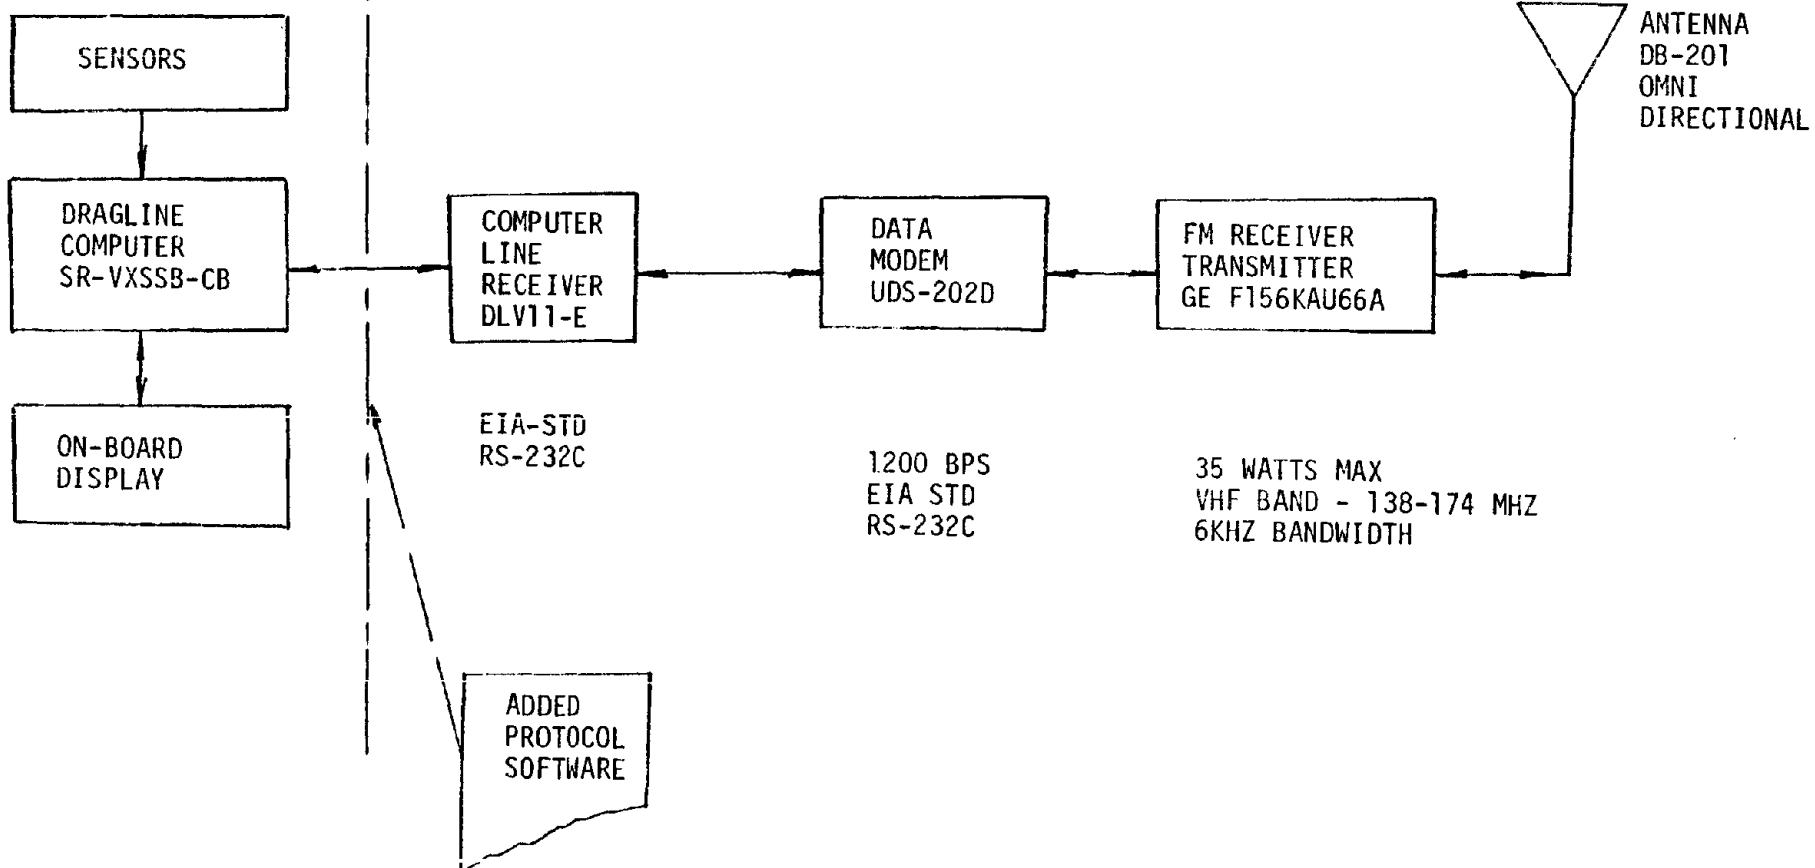 SENSORS
DRAGLINE
COMPUTER
SR-VXSSB-CB
ON-BOARD
DISPLAY
COMPUTER
LINE
RECEIVER
DLV11-E
EIA-STD
RS-232C
ADDED
PROTOCOL
SOFTWARE
DATA
MODEM
UDS-202D
1200 BPS
EIA STD
RS-232C
FM RECEIVER
TRANSMITTER
GE F156KAU66A
35 WATTS MAX
VHF BAND - 138-174 MHZ
6KHZ BANDWIDTH
ANTENNA
DB-201
OMNI
DIRECTIONAL